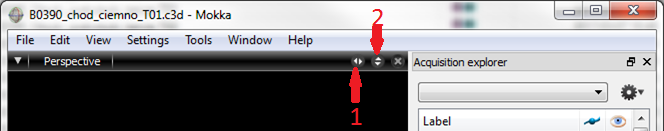 B0390_chod_ciemno_T01.c3d - Mokka
2
File Edit View Settings Tools Window Help
Perspective
Acquisition explorer
1
Label